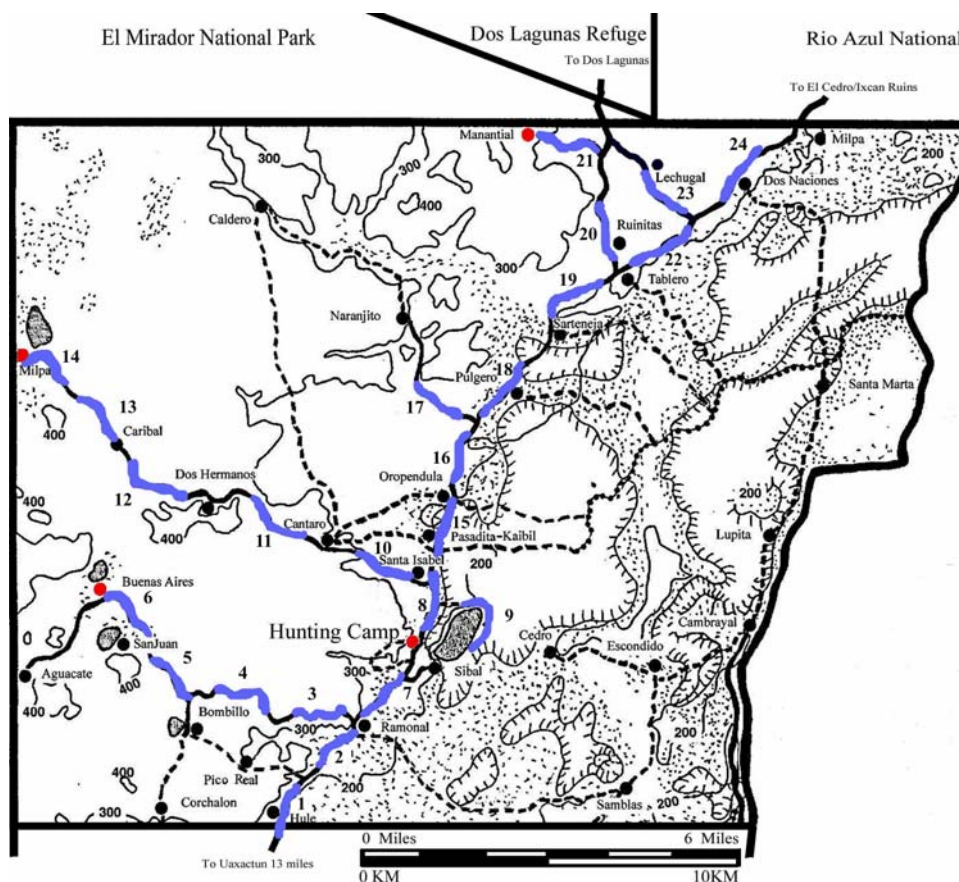 El Mirador National Park
Dos Lagunas Refuge
Rio Azul National
To Dos Lagunas
To El Cedro/Ixcan Ruins
Manantial
21
24
Milpa
300
300
300
400
200
Lechugal
Dos Naciones
23
Caldero
400
20
Ruinitas
22
300
19
Tablero
Naranjito
Sarteneja
14
Milpa
18
Pulgero
Santa Marta
17
13
400
Caribal
16
Dos Hermanos
Oropendula
12
400
400
200
15
Cantaro
Pasadita-Kaibil
11
Lupita
10
200
Santa Isabel
Buenas Aires
6
8
9
Hunting Camp
Cambrayal
SanJuan
Cedro
Escondido
300
Sibal
5
4
7
Aguacate
400
3
400
Bombillo
300
Ramonal
200
2
Pico Real
400
200
Samblas
200
Corchalon
300
1
Hule
0 Miles
6 Miles
To Uaxactun 13 miles
0 KM
10KM